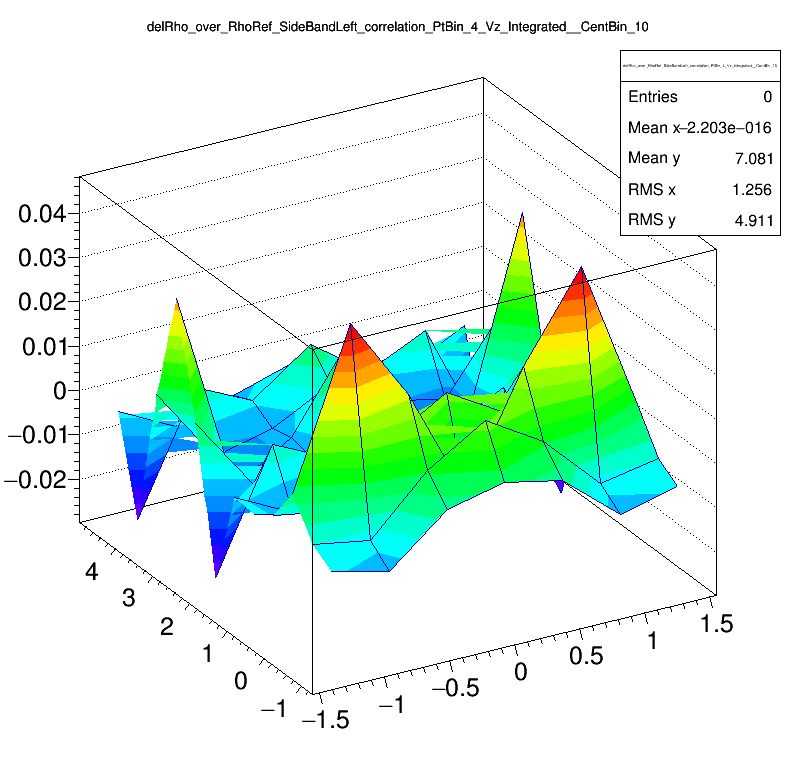 delRho_over_RhoRef_SideBandLeft_correlation_PtBin_4_Vz_Integrated__CentBin_10
delRho_over_RhoRef_SideBandLeft_correlation_PtBin_4_Vz_Integrated__CentBin_10
Entries 0
Mean x −2.203e−016
Mean y 7.081
RMS x 1.256
RMS y 4.911
0.04
0.03
0.02
0.01
0
−0.01
−0.02
4
3
2
1
0
−1
−1.5
−1
−0.5
0
0.5
1
1.5